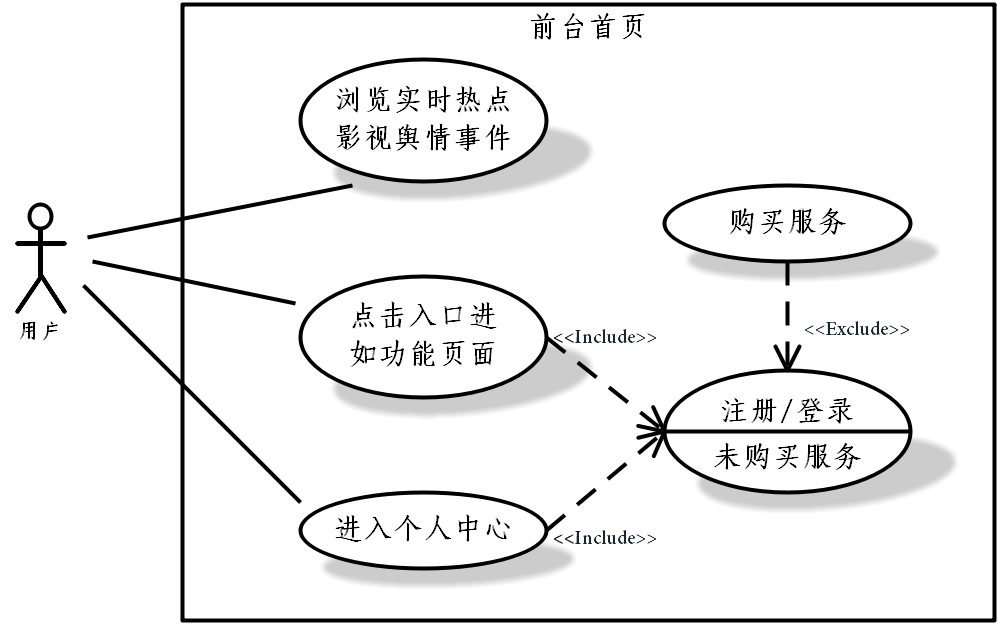 前台首页
浏览实时热点
影视舆情事件
购买服务
用户
点击入口进
如功能页面
<<Include>>
<<Exclude>>
注册/登录
未购买服务
进入个人中心
<<Include>>